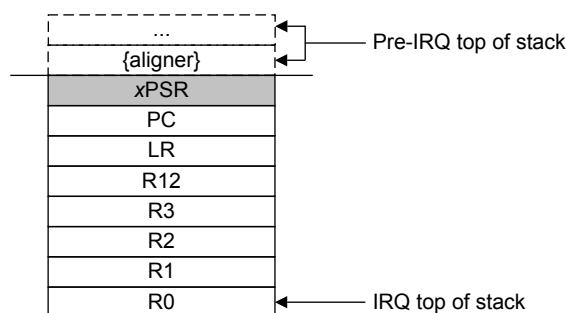 ...
Pre-IRQ top of stack
{aligner}
xPSR
PC
LR
R12
R3
R2
R1
R0
IRQ top of stack